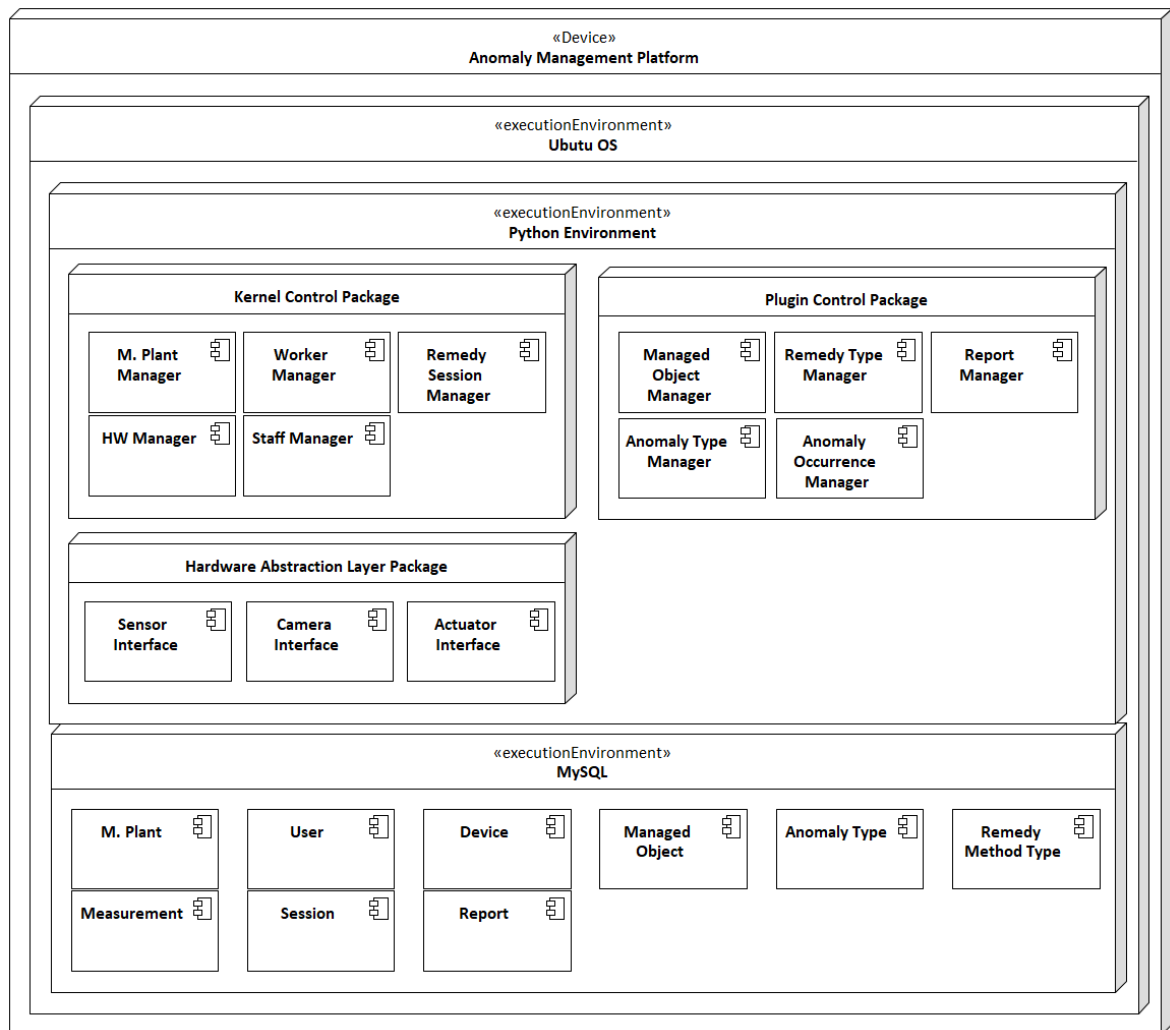 «Device»
Anomaly Management Platform
«executionEnvironment»
Ubutu OS
«executionEnvironment»
Python Environment
Kernel Control Package
M. Plant
Manager
Worker
Manager
Remedy
Session
Manager
HW Manager
Staff Manager
Plugin Control Package
Managed
Object
Manager
Remedy Type
Manager
Report
Manager
Anomaly Type
Manager
Anomaly
Occurrence
Manager
Hardware Abstraction Layer Package
Sensor
Interface
Camera
Interface
Actuator
Interface
«executionEnvironment»
MySQL
M. Plant
User
Device
Managed
Object
Anomaly Type
Remedy
Method Type
Measurement
Session
Report